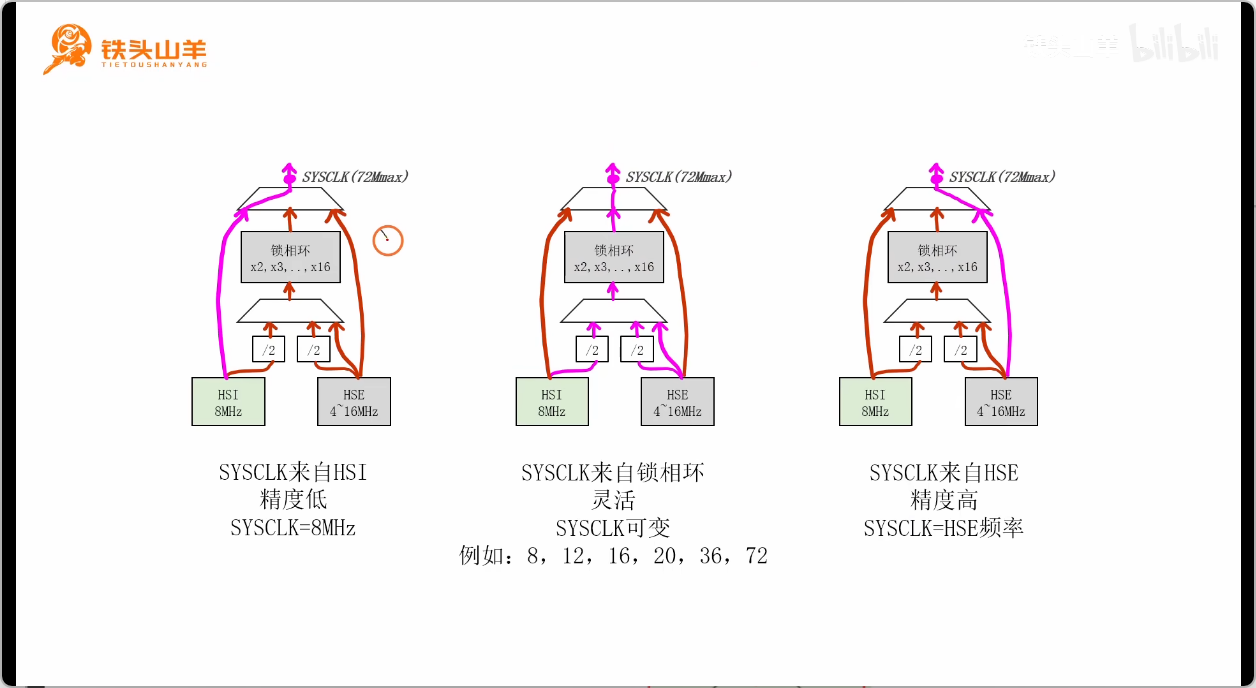 铁头山羊
TIETOUSHANYANG
bilibili
SYSCLK(72Mmax)
锁相环
x2,x3,..,x16
/2
/2
HSI
8MHz
HSE
4~16MHz
SYSCLK来自HSI
精度低
SYSCLK=8MHz
SYSCLK(72Mmax)
锁相环
x2,x3,..,x16
/2
/2
HSI
8MHz
HSE
4~16MHz
SYSCLK来自锁相环
灵活
SYSCLK可变
例如：8，12，16，20，36，72
SYSCLK(72Mmax)
锁相环
x2,x3,..,x16
/2
/2
HSI
8MHz
HSE
4~16MHz
SYSCLK来自HSE
精度高
SYSCLK=HSE频率